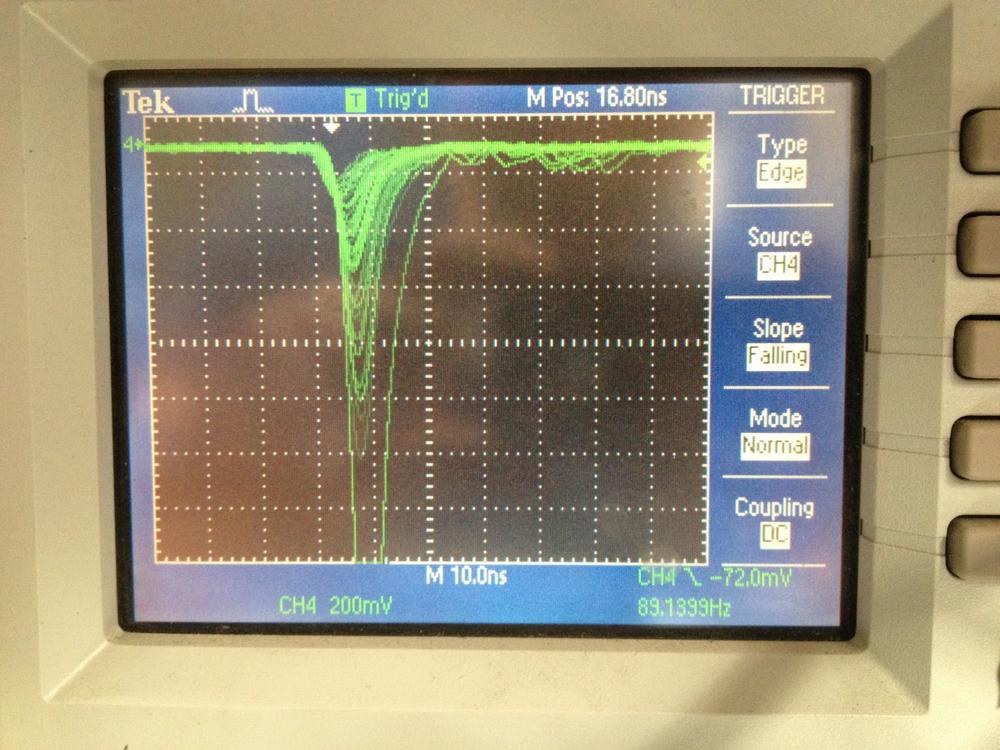 Tek T Trig'd M Pos: 16.80ns TRIGGER
4
Type
Edge
Source
CH4
Slope
Falling
Mode
Normal
Coupling
DC
M 10.0ns CH4 -72.0mV
CH4 200mV 89.1399Hz